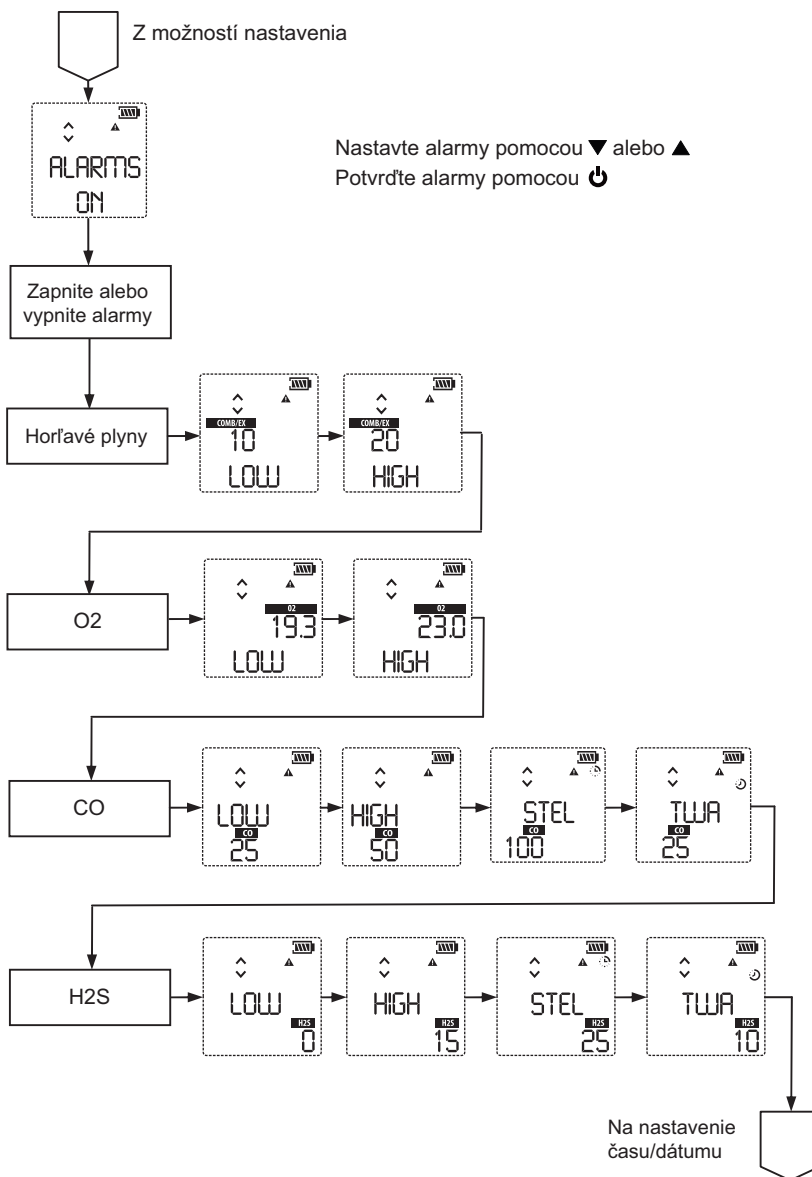 Z možností nastavenia
ALARMS
ON
Nastavte alarmy pomocou ▼ alebo ▲
Potvrďte alarmy pomocou ⏻
Zapnite alebo
vypnite alarmy
Horľavé plyny
COMB/EX
10
LOW
COMB/EX
20
HIGH
O2
O2
19.3
LOW
O2
23.0
HIGH
CO
LOW
CO
25
HIGH
CO
50
STEL
CO
100
TWA
CO
25
H2S
LOW
H2S
0
HIGH
H2S
15
STEL
H2S
25
TWA
H2S
10
Na nastavenie
času/dátumu